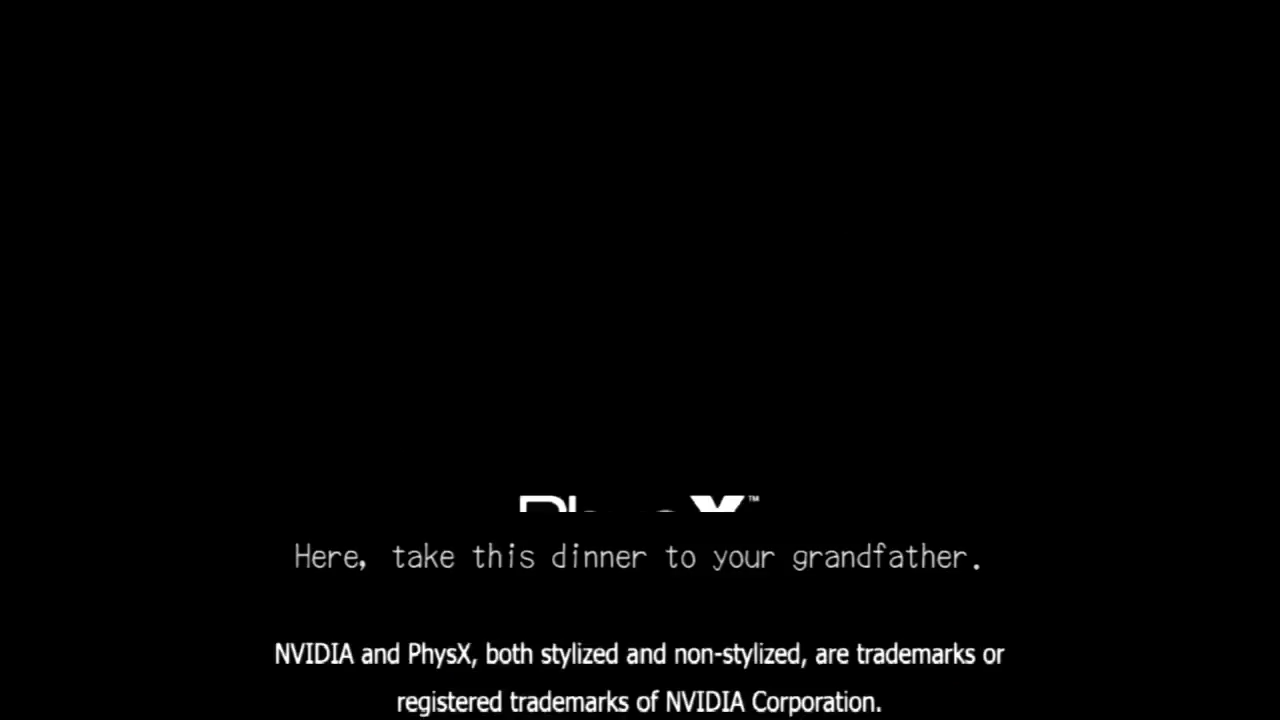 PhysX™
Here, take this dinner to your grandfather.
NVIDIA and PhysX, both stylized and non-stylized, are trademarks or
registered trademarks of NVIDIA Corporation.